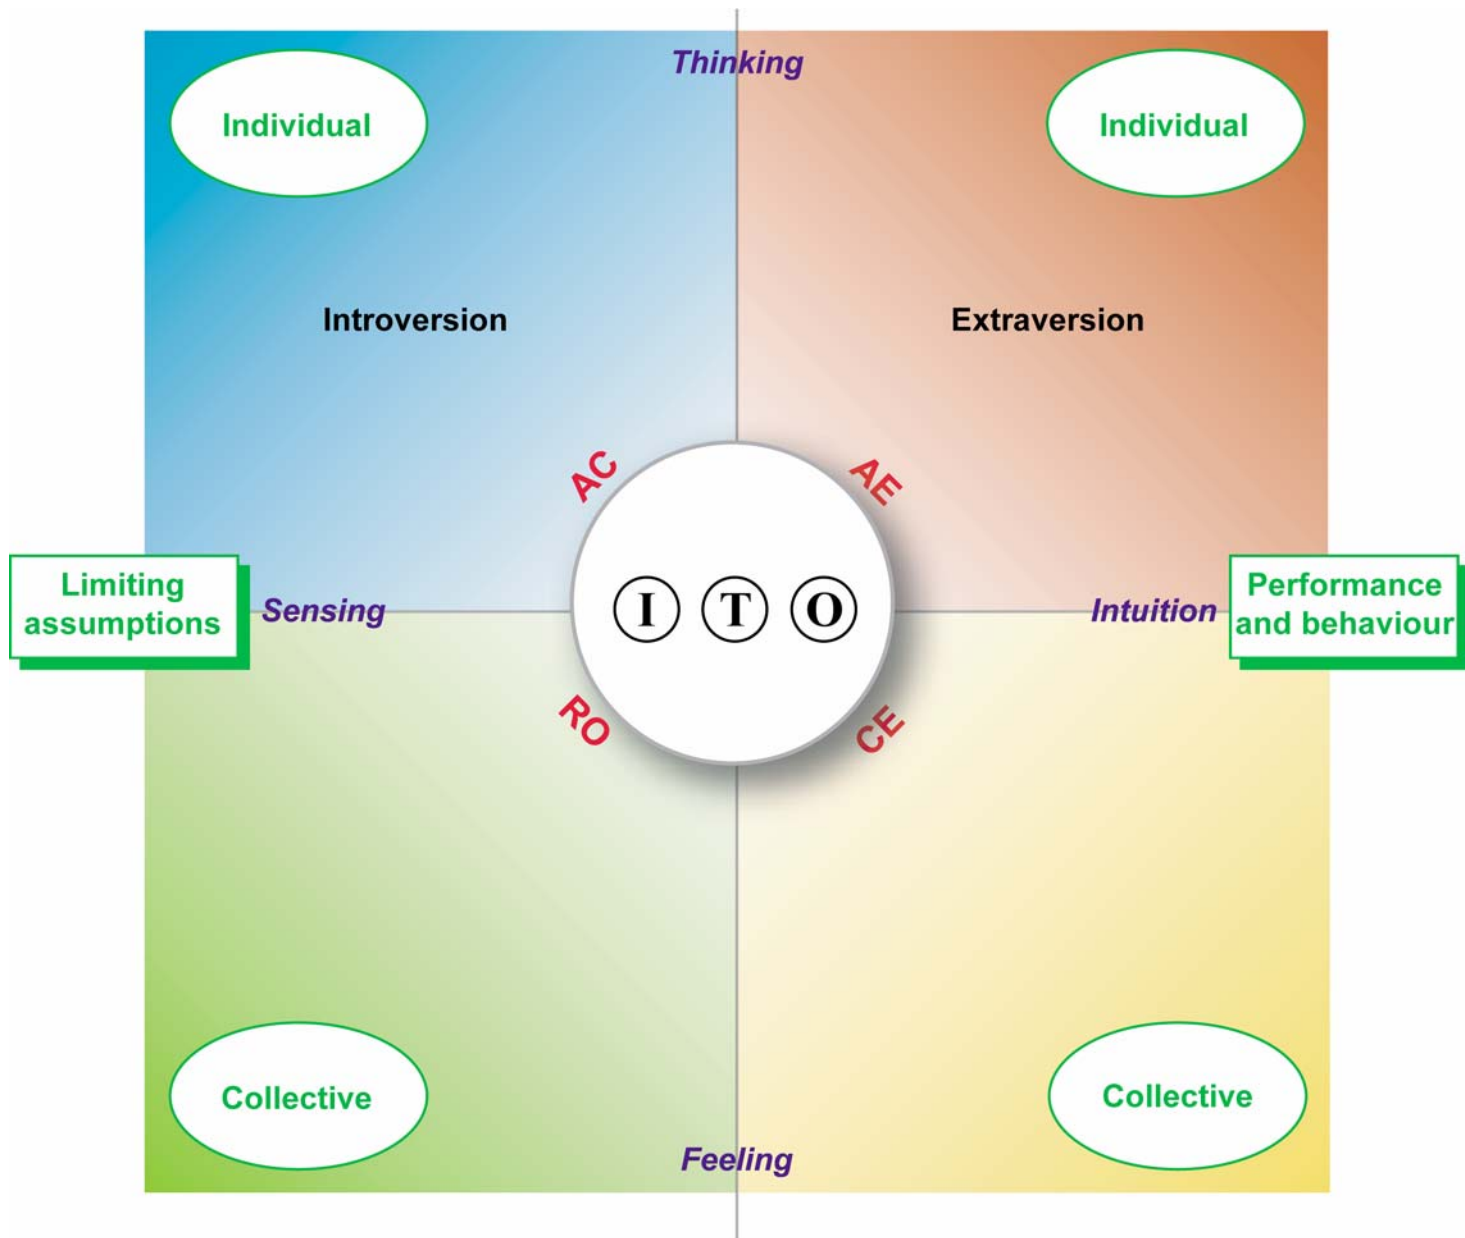 Thinking
Individual
Individual
Introversion
Extraversion
AC
AE
Limiting
assumptions
Sensing
I T O
Intuition
Performance
and behaviour
RO
CE
Collective
Collective
Feeling